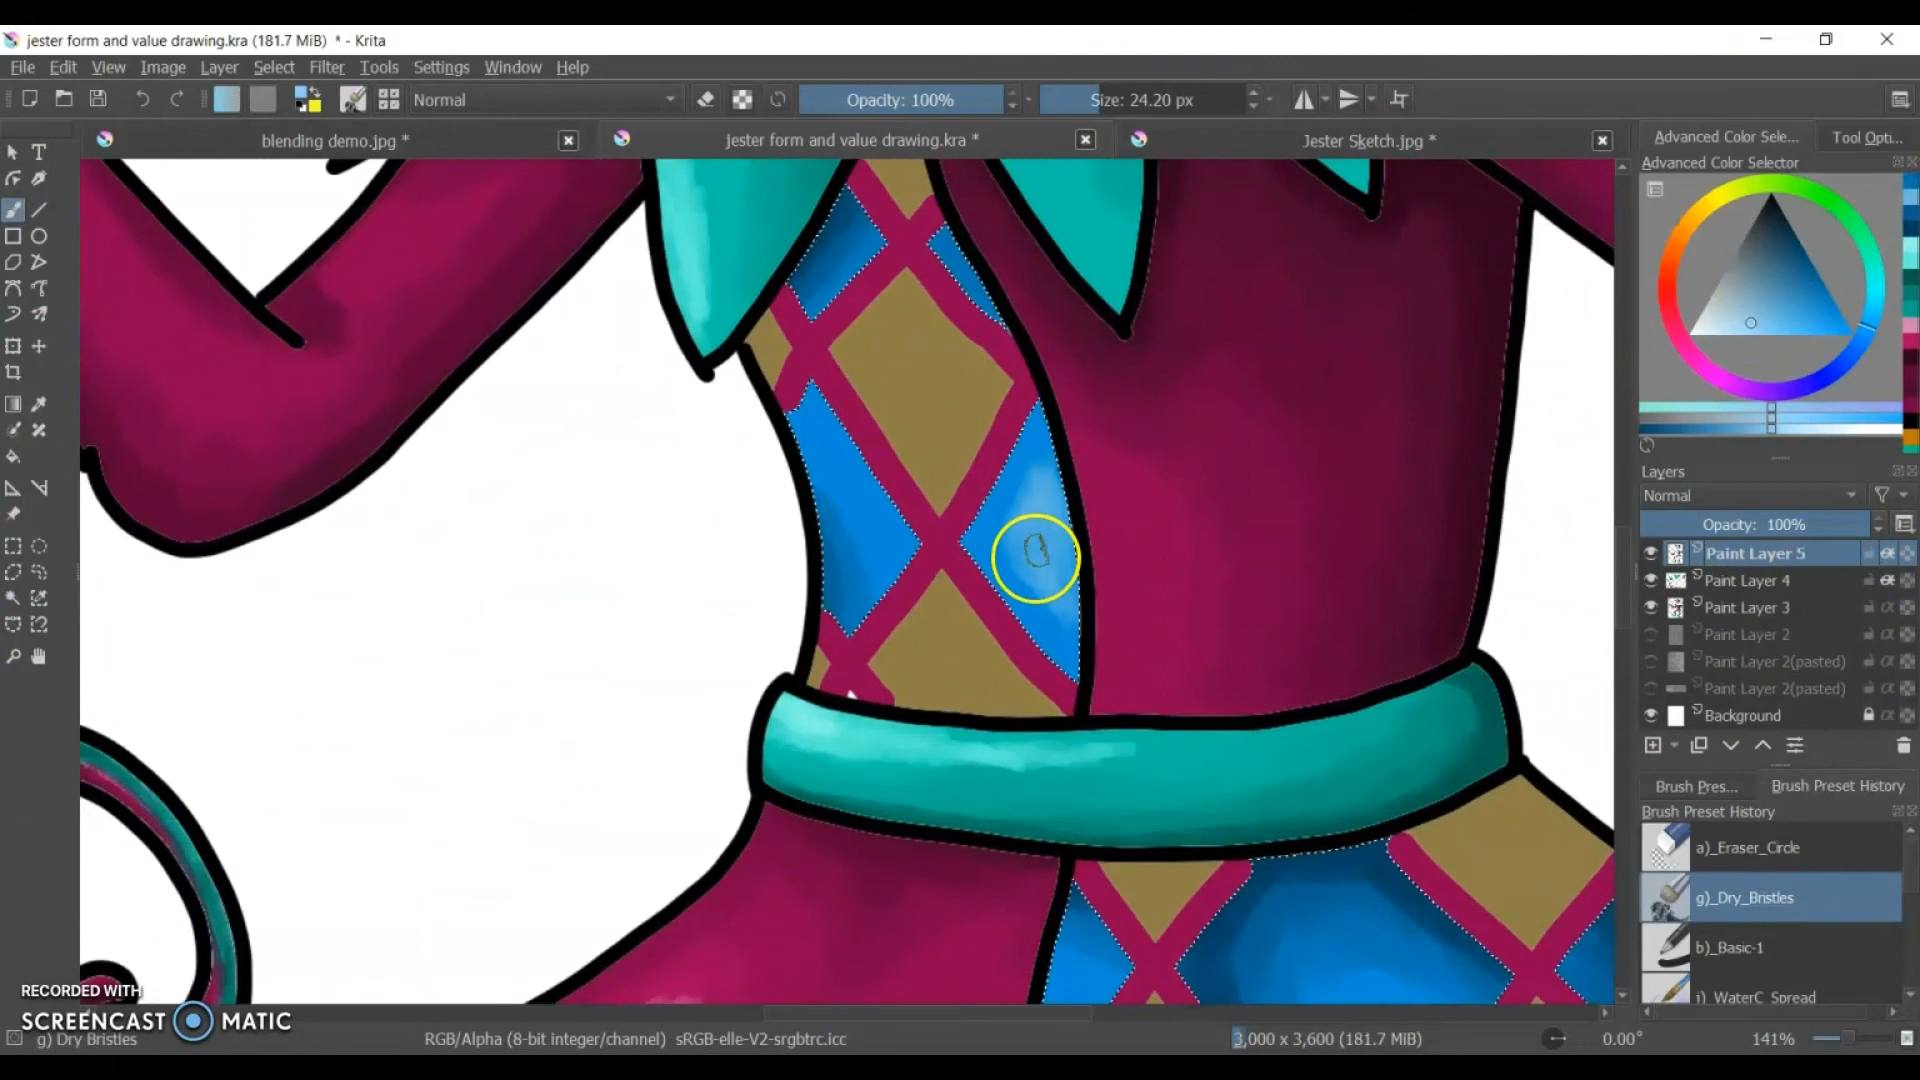 jester form and value drawing.kra (181.7 MiB) * - Krita
File Edit View Image Layer Select Filter Tools Settings Window Help
Normal Opacity: 100% Size: 24.20 px
blending demo.jpg * jester form and value drawing.kra * Jester Sketch.jpg *
Advanced Color Sele... Tool Opti...
Advanced Color Selector
Layers
Normal
Opacity: 100%
Paint Layer 5
Paint Layer 4
Paint Layer 3
Paint Layer 2
Paint Layer 2(pasted)
Paint Layer 2(pasted)
Background
Brush Pres... Brush Preset History
Brush Preset History
a)_Eraser_Circle
g)_Dry_Bristles
b)_Basic-1
i)_WaterC_Spread
RECORDED WITH
SCREENCAST MATIC
g) Dry Bristles RGB/Alpha (8-bit integer/channel) sRGB-elle-V2-srgbtrc.icc 3,000 x 3,600 (181.7 MiB) 0.00° 141%